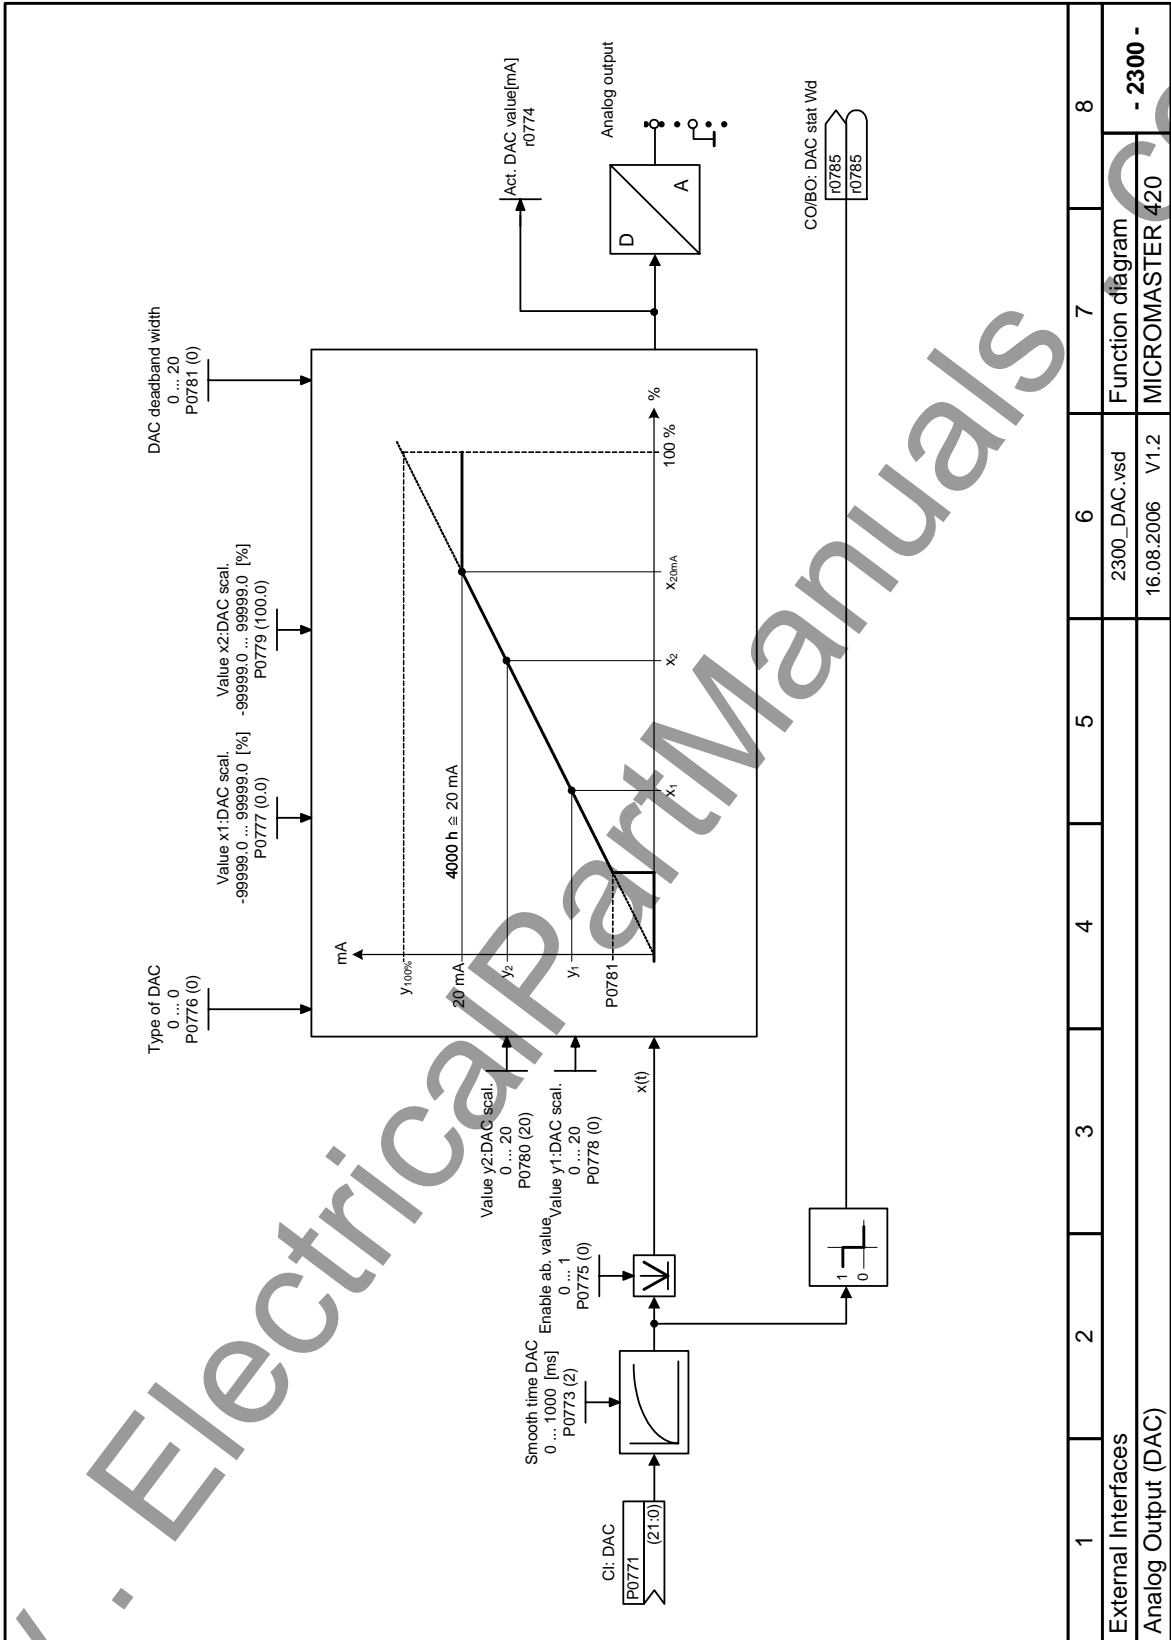 DAC deadband width
0 ... 20
P0781 (0)
Value x2:DAC scal.
-99999.0 ... 99999.0 [%]
P0779 (100.0)
Value x1:DAC scal.
-99999.0 ... 99999.0 [%]
P0777 (0.0)
Type of DAC
0 ... 0
P0776 (0)
Act. DAC value[mA]
r0774
Analog output
D
A
CO/BO: DAC stat Wd
r0785
r0785
mA
y100%
20 mA
y2
y1
P0781
4000 h ≙ 20 mA
x1
x2
x20mA
100 %
%
Value y2:DAC scal.
0 ... 20
P0780 (20)
Value y1:DAC scal.
0 ... 20
P0778 (0)
x(t)
Enable ab. value
0 ... 1
P0775 (0)
Smooth time DAC
0 ... 1000 [ms]
P0773 (2)
CI: DAC
P0771
(21:0)
1
0
1 2 3 4 5 6 7 8
External Interfaces
2300_DAC.vsd
Function diagram
- 2300 -
Analog Output (DAC)
16.08.2006 V1.2
MICROMASTER 420
. ElectricalPartManuals .